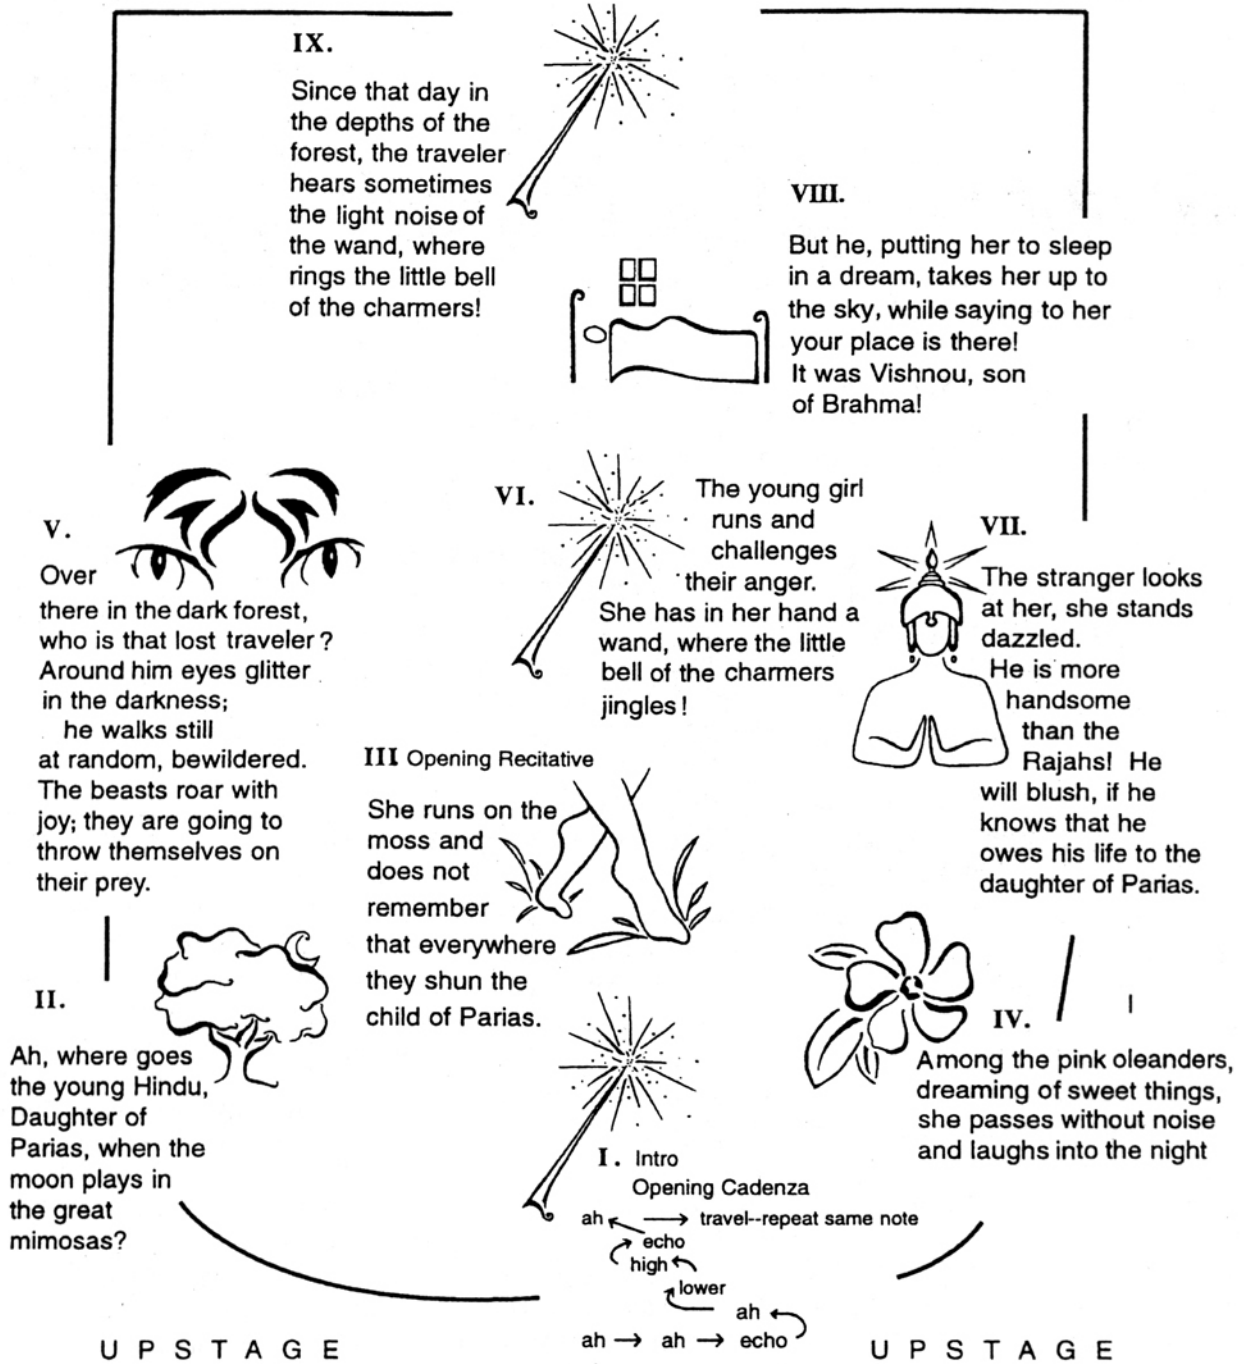 IX.
Since that day in
the depths of the
forest, the traveler
hears sometimes
the light noise of
the wand, where
rings the little bell
of the charmers!
VIII.
But he, putting her to sleep
in a dream, takes her up to
the sky, while saying to her
your place is there!
It was Vishnou, son
of Brahma!
V.
Over
there in the dark forest,
who is that lost traveler?
Around him eyes glitter
in the darkness;
he walks still
at random, bewildered.
The beasts roar with
joy; they are going to
throw themselves on
their prey.
VI.
The young girl
runs and
challenges
their anger.
She has in her hand a
wand, where the little
bell of the charmers
jingles!
VII.
The stranger looks
at her, she stands
dazzled.
He is more
handsome
than the
Rajahs! He
will blush, if he
knows that he
owes his life to the
daughter of Parias.
III Opening Recitative
She runs on the
moss and
does not
remember
that everywhere
they shun the
child of Parias.
II.
Ah, where goes
the young Hindu,
Daughter of
Parias, when the
moon plays in
the great
mimosas?
IV.
Among the pink oleanders,
dreaming of sweet things,
she passes without noise
and laughs into the night
I. Intro
Opening Cadenza
ah → travel--repeat same note
echo
high
lower
ah
ah → ah → echo
UPSTAGE UPSTAGE